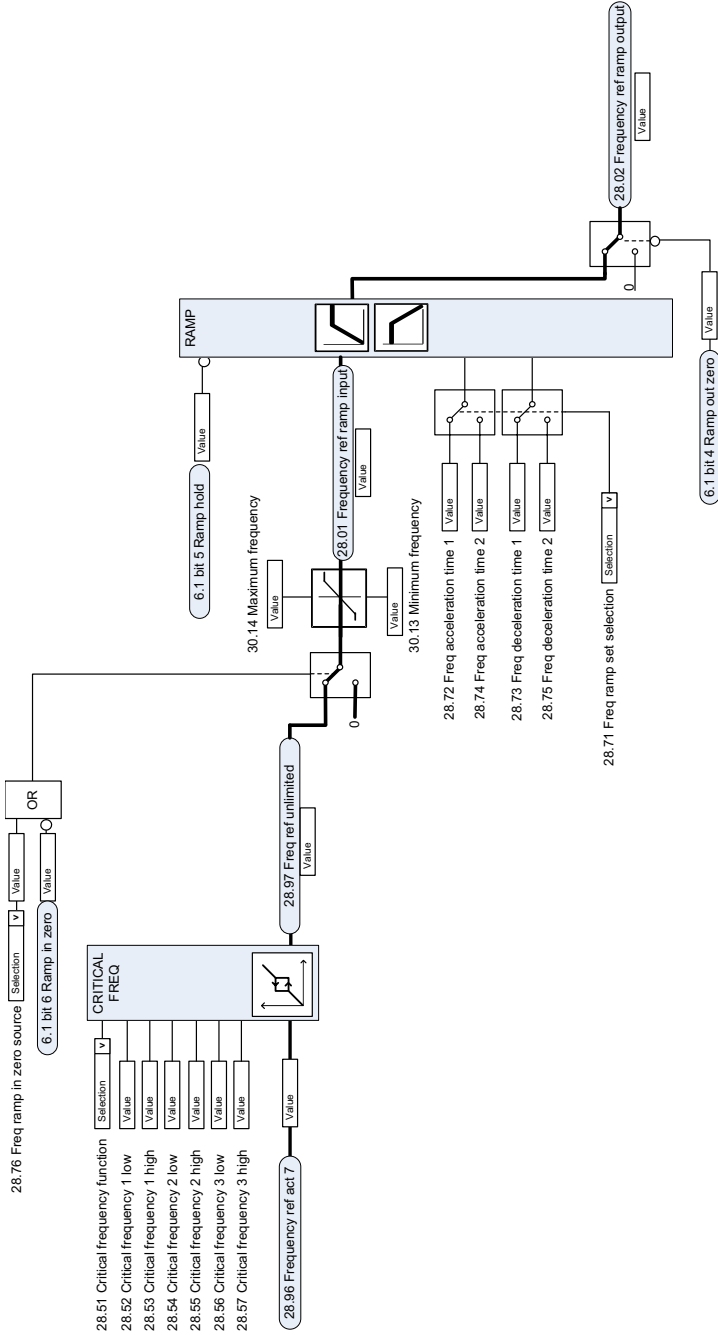 28.76 Freq ramp in zero source
Selection
v
Value
6.1 bit 6 Ramp in zero
Value
OR
28.51 Critical frequency function
Selection
v
28.52 Critical frequency 1 low
Value
28.53 Critical frequency 1 high
Value
28.54 Critical frequency 2 low
Value
28.55 Critical frequency 2 high
Value
28.56 Critical frequency 3 low
Value
28.57 Critical frequency 3 high
Value
28.96 Frequency ref act 7
Value
CRITICAL
FREQ
28.97 Freq ref unlimited
Value
0
30.14 Maximum frequency
Value
30.13 Minimum frequency
Value
28.01 Frequency ref ramp input
Value
6.1 bit 5 Ramp hold
Value
RAMP
28.72 Freq acceleration time 1
Value
28.74 Freq acceleration time 2
Value
28.73 Freq deceleration time 1
Value
28.75 Freq deceleration time 2
Value
28.71 Freq ramp set selection
Selection
v
0
28.02 Frequency ref ramp output
Value
6.1 bit 4 Ramp out zero
Value